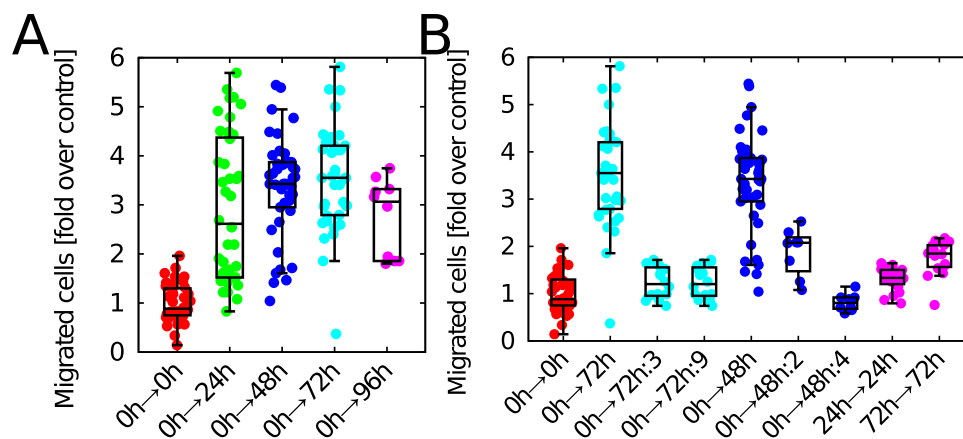 A
B
Migrated cells [fold over control]
6
5
4
3
2
1
0
0h→0h
0h→24h
0h→48h
0h→72h
0h→96h
Migrated cells [fold over control]
6
5
4
3
2
1
0
0h→0h
0h→72h
0h→72h:3
0h→72h:9
0h→48h
0h→48h:2
0h→48h:4
24h→24h
72h→72h